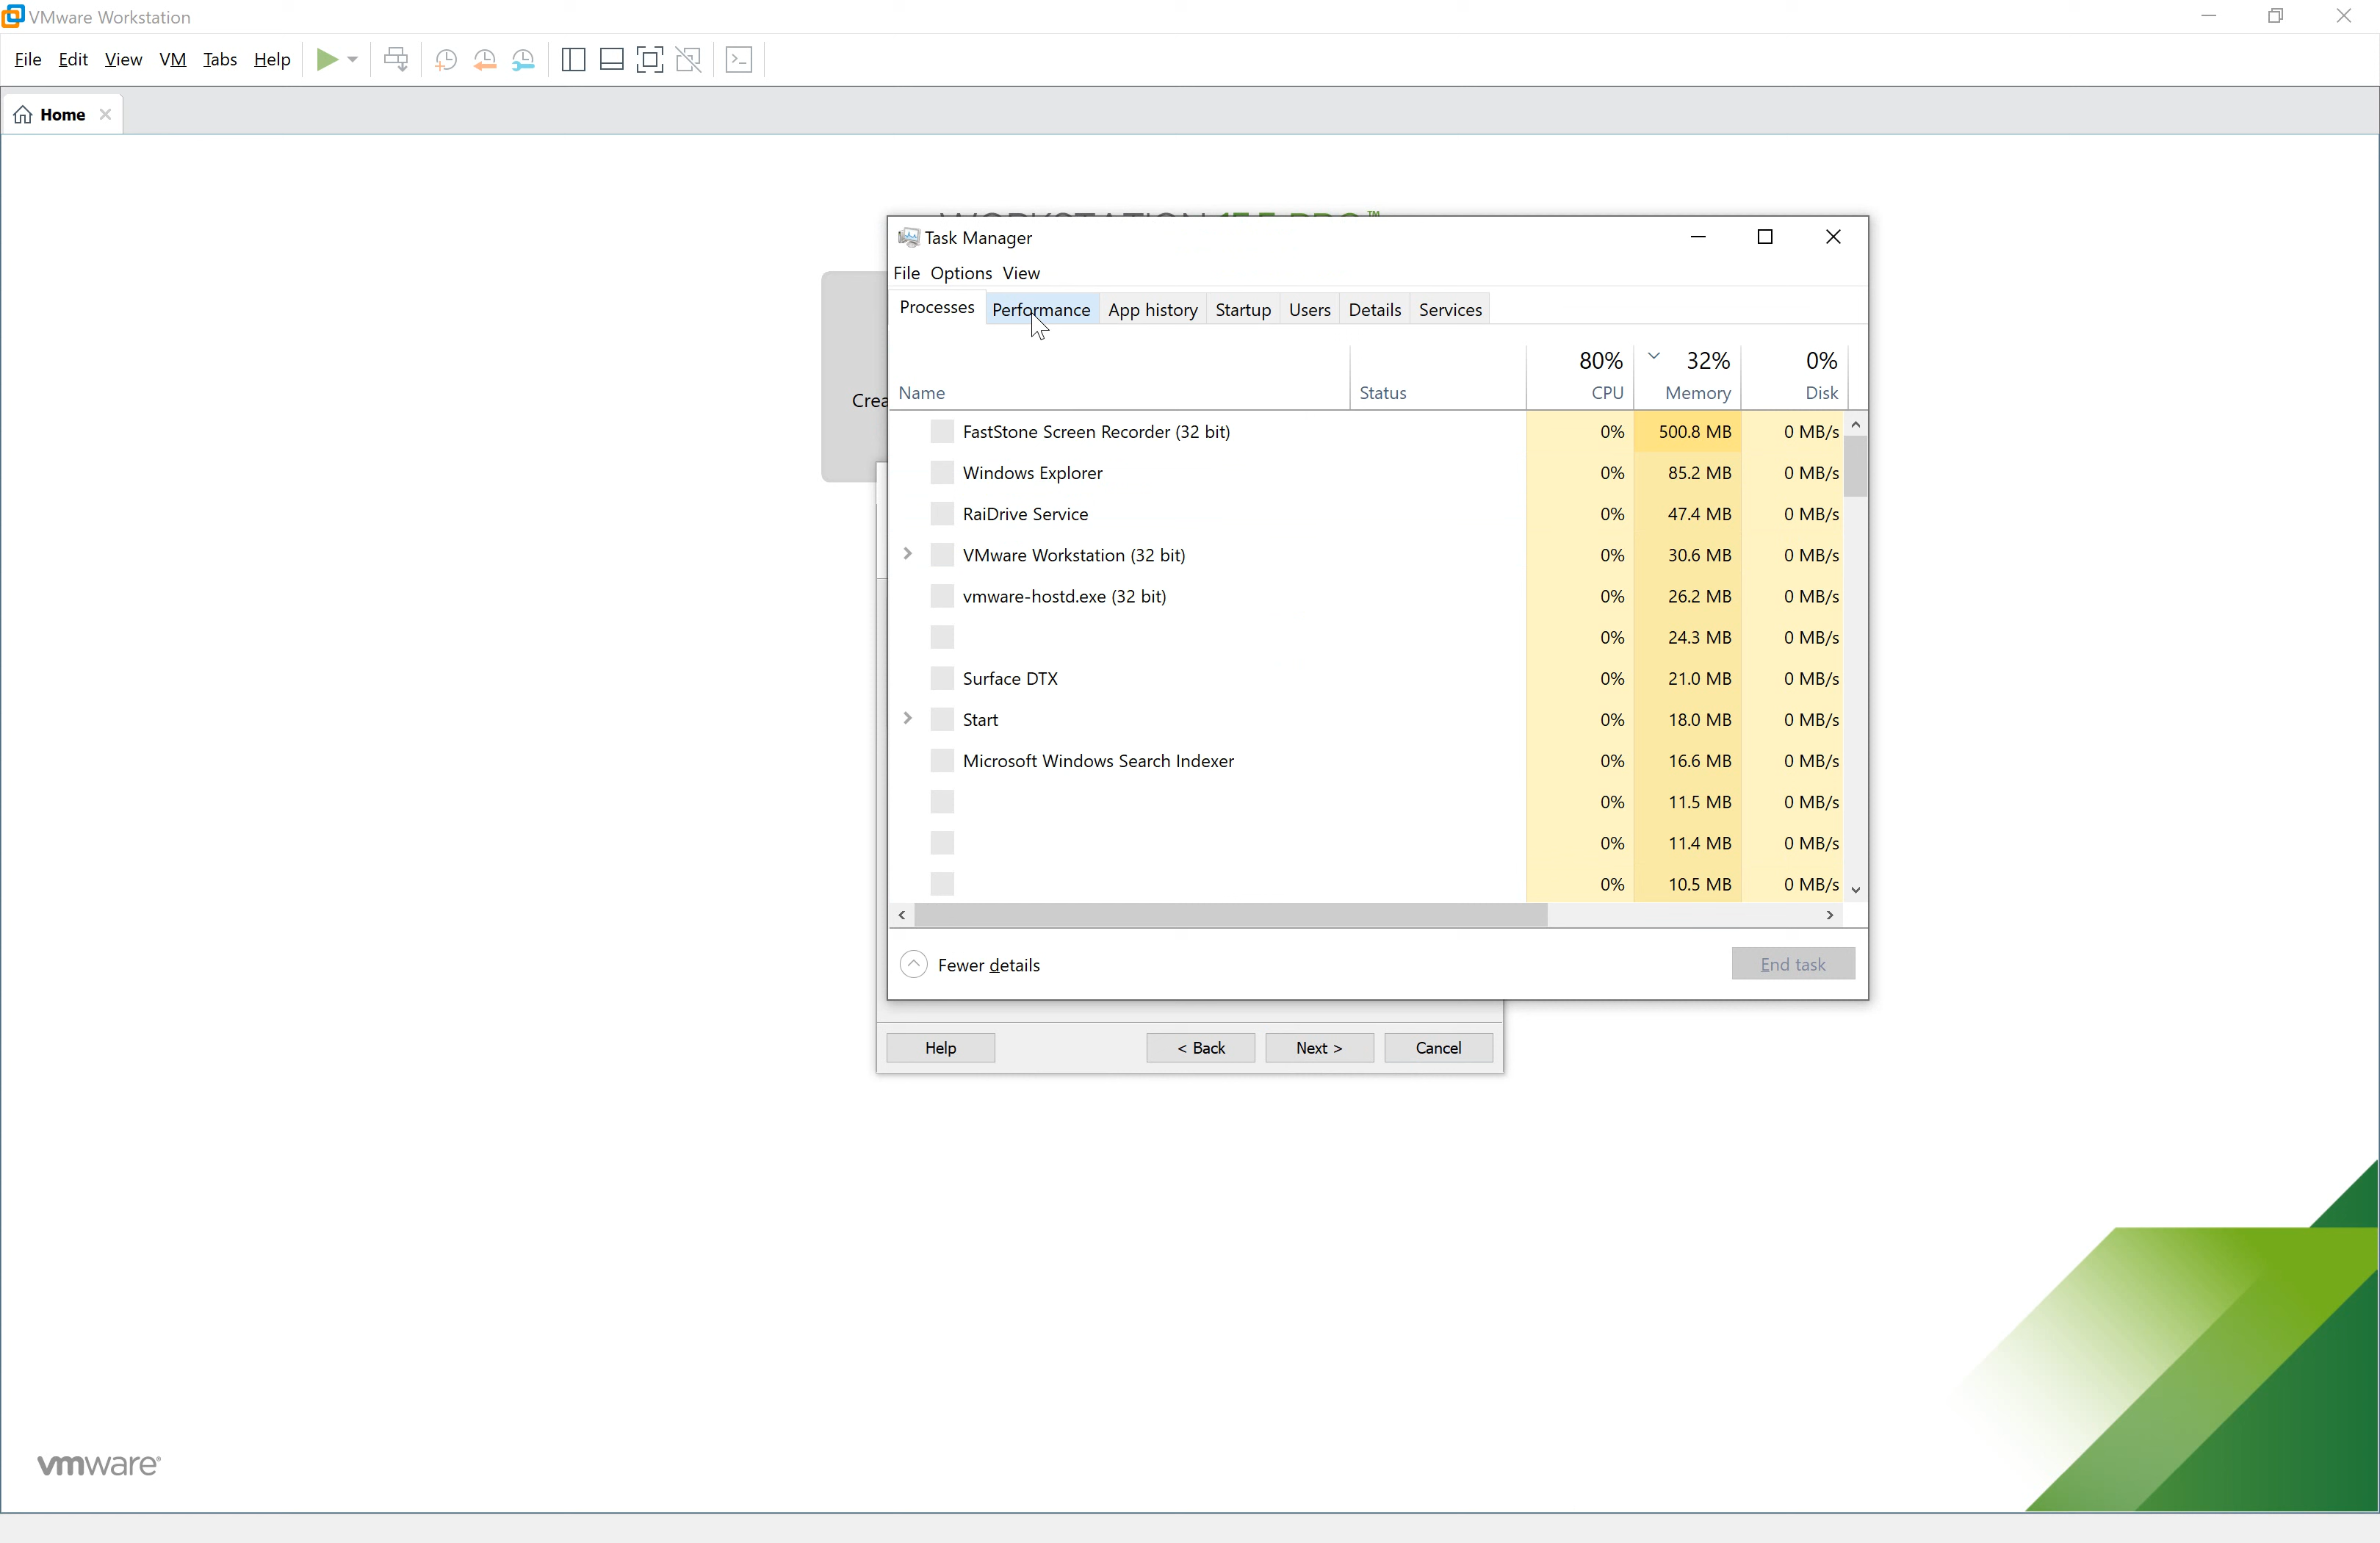 VMware Workstation
File Edit View VM Tabs Help
Home
Task Manager
File Options View
Processes Performance App history Startup Users Details Services
80% 32% 0%
Name Status CPU Memory Disk
FastStone Screen Recorder (32 bit) 0% 500.8 MB 0 MB/s
Windows Explorer 0% 85.2 MB 0 MB/s
RaiDrive Service 0% 47.4 MB 0 MB/s
VMware Workstation (32 bit) 0% 30.6 MB 0 MB/s
vmware-hostd.exe (32 bit) 0% 26.2 MB 0 MB/s
0% 24.3 MB 0 MB/s
Surface DTX 0% 21.0 MB 0 MB/s
Start 0% 18.0 MB 0 MB/s
Microsoft Windows Search Indexer 0% 16.6 MB 0 MB/s
0% 11.5 MB 0 MB/s
0% 11.4 MB 0 MB/s
0% 10.5 MB 0 MB/s
Fewer details End task
Help < Back Next > Cancel
vmware®